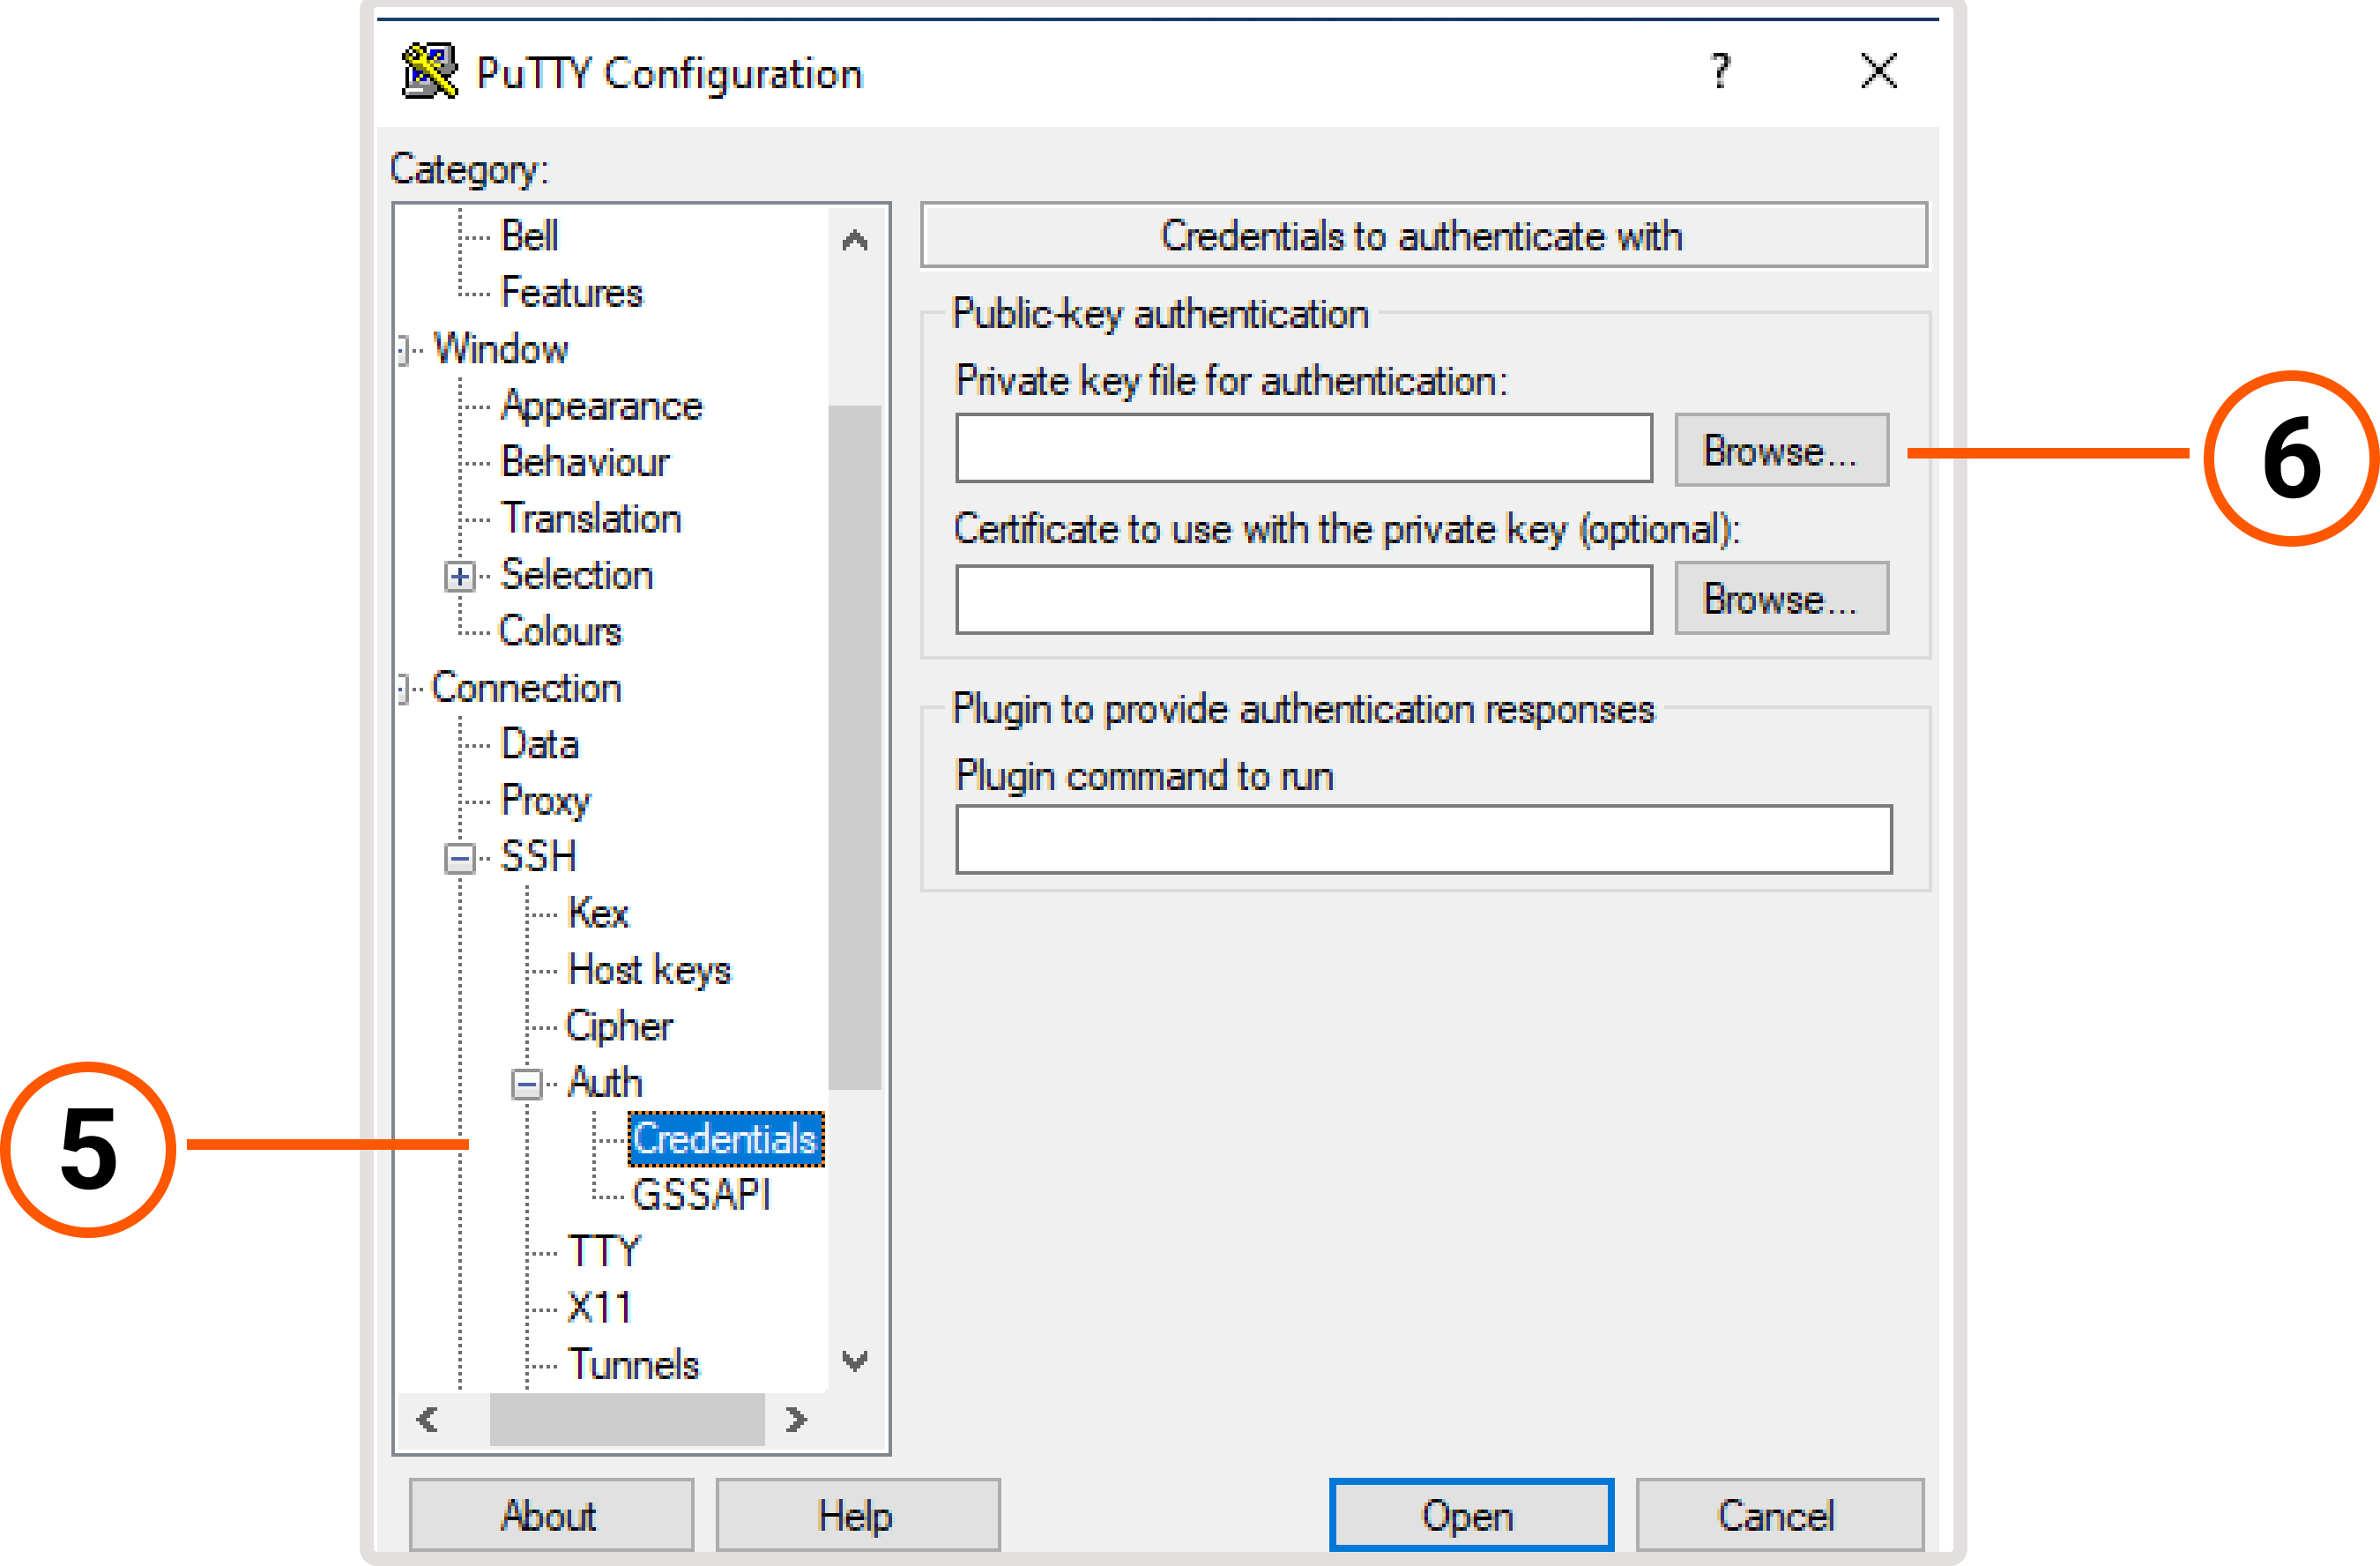 PuTTY Configuration
?
Category:
Bell
Features
Window
Appearance
Behaviour
Translation
Selection
Colours
Connection
Data
Proxy
SSH
Kex
Host keys
Cipher
Auth
Credentials
GSSAPI
TTY
X11
Tunnels
Credentials to authenticate with
Public-key authentication
Private key file for authentication:
Browse...
Certificate to use with the private key (optional):
Browse...
Plugin to provide authentication responses
Plugin command to run
5
6
About
Help
Open
Cancel